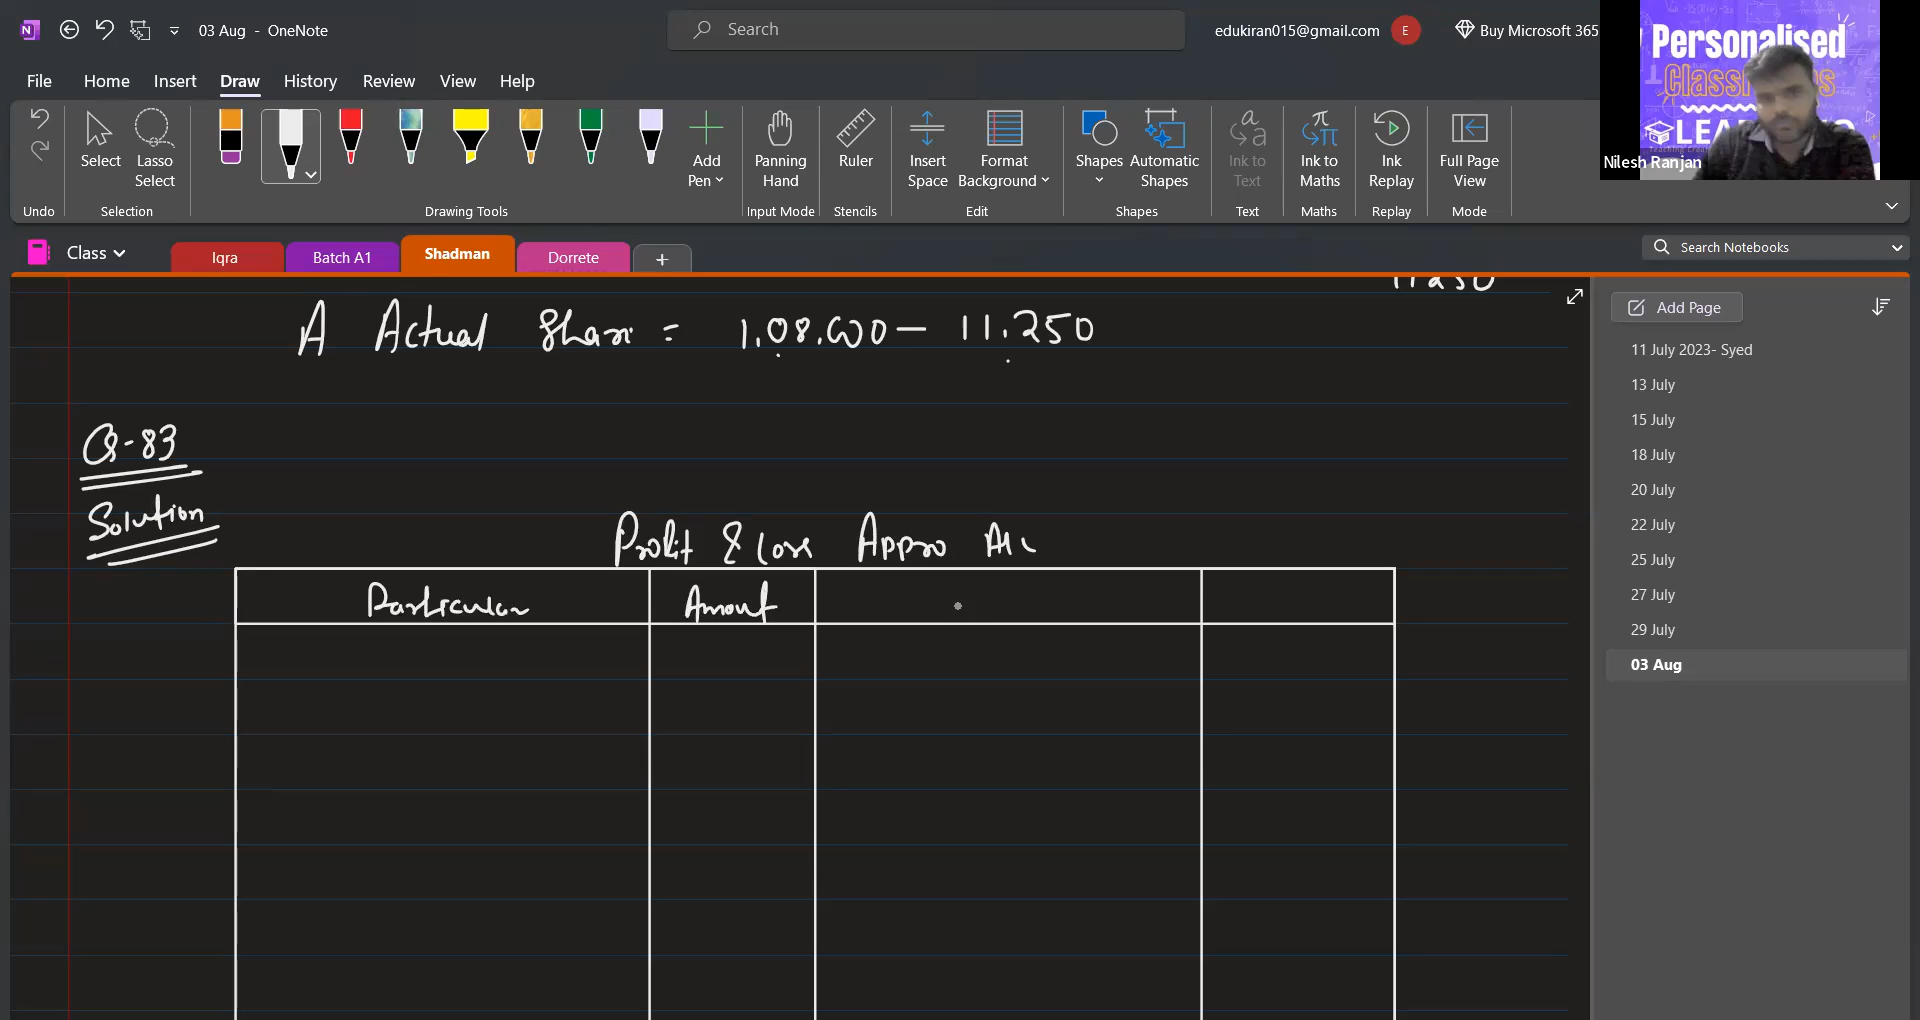 03 Aug - OneNote
Search
edukiran015@gmail.com
E
Buy Microsoft 365
Personalised
LEA
Nilesh Ranjan
File Home Insert Draw History Review View Help
Select
Lasso Select
Add Pen
Panning Hand
Ruler
Insert Space
Format Background
Shapes
Automatic Shapes
Ink to Text
Ink to Maths
Ink Replay
Full Page View
Undo Selection Drawing Tools Input Mode Stencils Edit Shapes Text Maths Replay Mode
Class Iqra Batch A1 Shadman Dorrete +
Search Notebooks
Add Page
11 July 2023- Syed
13 July
15 July
18 July
20 July
22 July
25 July
27 July
29 July
03 Aug
11250
A Actual Share = 1,08,000 - 11,250
Q-83
Solution
Profit & Loss Appro A/c
Particular Amount